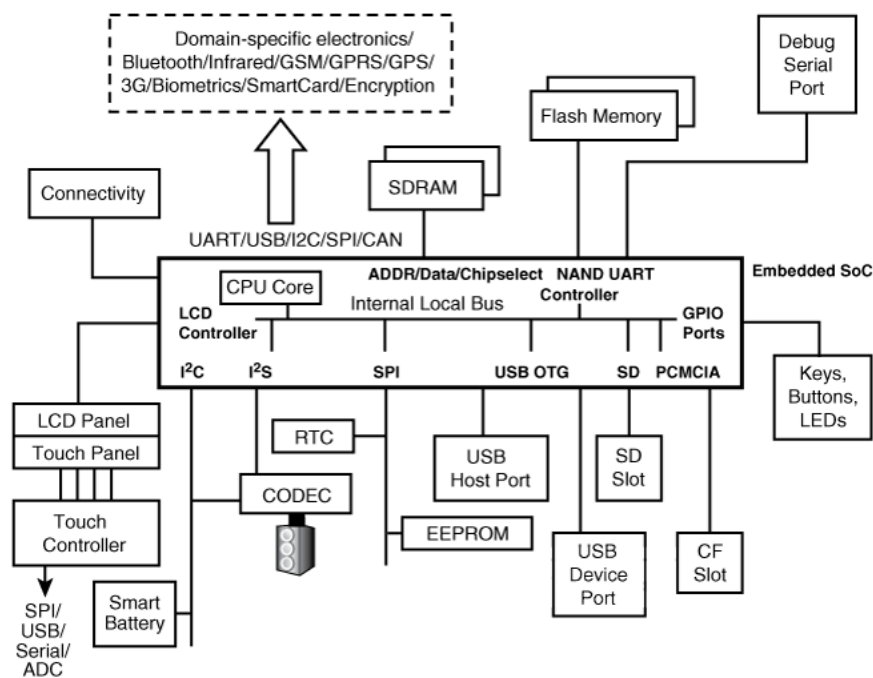 Domain-specific electronics/
Bluetooth/Infrared/GSM/GPRS/GPS/
3G/Biometrics/SmartCard/Encryption
Debug
Serial
Port
Flash Memory
SDRAM
Connectivity
UART/USB/I2C/SPI/CAN
Embedded SoC
CPU Core
ADDR/Data/Chipselect
NAND UART
Controller
Internal Local Bus
LCD
Controller
GPIO
Ports
I²C
I²S
SPI
USB OTG
SD
PCMCIA
Keys,
Buttons,
LEDs
LCD Panel
Touch Panel
RTC
USB
Host Port
SD
Slot
CODEC
Touch
Controller
EEPROM
USB
Device
Port
CF
Slot
Smart
Battery
SPI/
USB/
Serial/
ADC